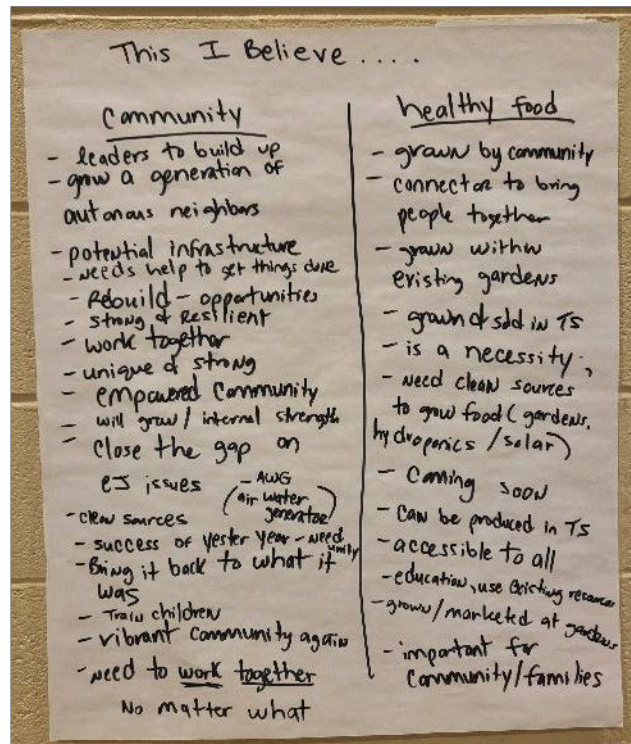 This I Believe ....
Community
- leaders to build up
- grow a generation of
autonous neighbors
- potential infrastructure
- needs help to get things done
- Rebuild - opportunities
- strong & Resilient
- work together
- unique & strong
- empowered Community
- will grow / internal strength
- Close the gap on
EJ issues
- AWG
(air water
generator)
- clean sources
- success of yester year - need
unity
- Bring it back to what it
was
- Train children
- vibrant Community again
- need to work together
No matter what
healthy food
- grown by community
- connector to bring
people together
- grown within
existing gardens
- grown & sold in TS
- is a necessity;
- need clean sources
to grow food (gardens,
hydroponics / solar)
- Coming soon
- Can be produced in TS
- accessible to all
- education, use existing resources
- grown / marketed at gardens
- important for
Community/families